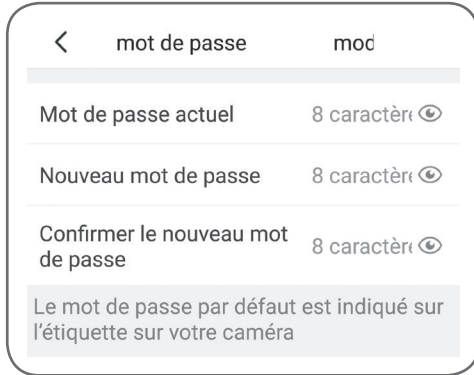 mot de passe mod
Mot de passe actuel 8 caractère
Nouveau mot de passe 8 caractère
Confirmer le nouveau mot
de passe 8 caractère
Le mot de passe par défaut est indiqué sur
l'étiquette sur votre caméra